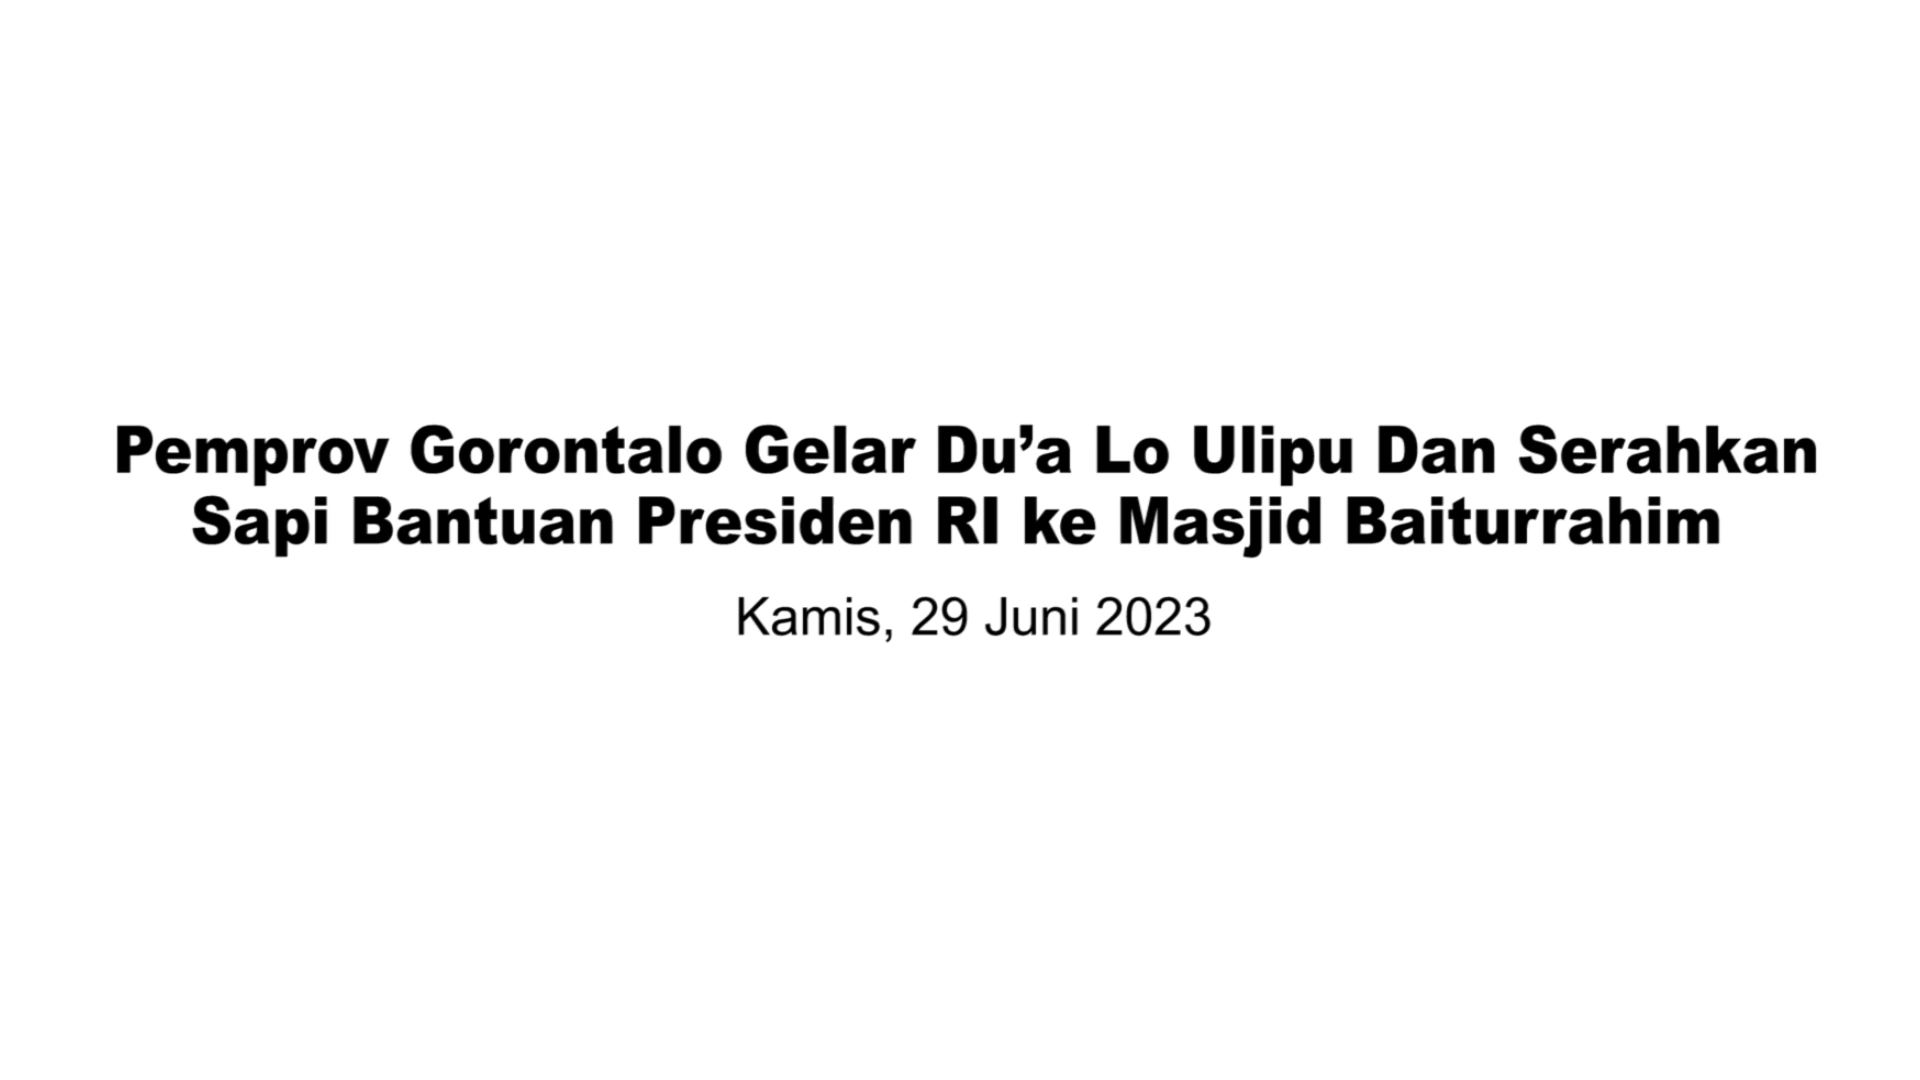 Pemprov Gorontalo Gelar Du’a Lo Ulipu Dan Serahkan
Sapi Bantuan Presiden RI ke Masjid Baiturrahim
Kamis, 29 Juni 2023